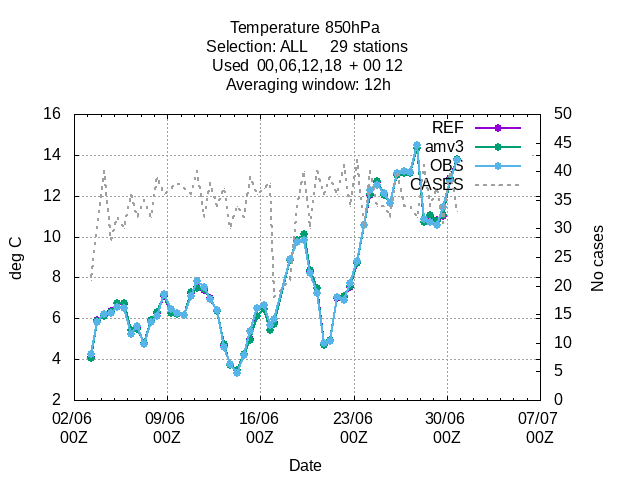 Temperature 850hPa
Selection: ALL 29 stations
Used 00,06,12,18 + 00 12
Averaging window: 12h
16 50
14 45
12 40
10 35
8 30
6 25
4 20
2 15
10
5
0
REF
amv3
OBS
CASES
deg C
No cases
02/06 09/06 16/06 23/06 30/06 07/07
00Z 00Z 00Z 00Z 00Z 00Z
Date